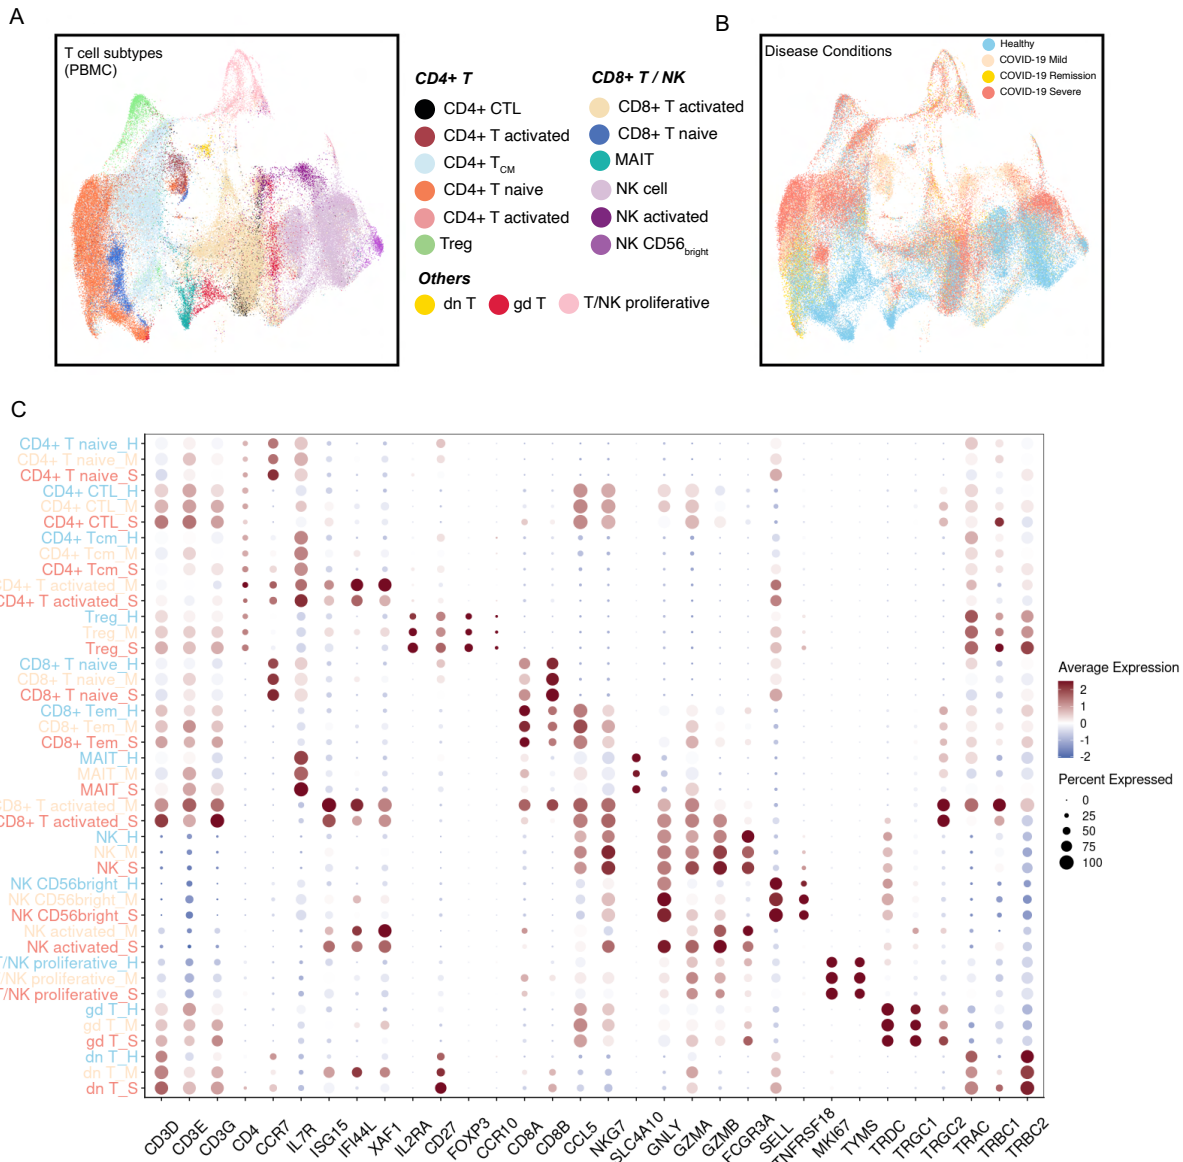 A
T cell subtypes
(PBMC)
CD4+ T
CD4+ CTL
CD4+ T activated
CD4+ TCM
CD4+ T naive
CD4+ T activated
Treg
CD8+ T / NK
CD8+ T activated
CD8+ T naive
MAIT
NK cell
NK activated
NK CD56bright
Others
dn T
gd T
T/NK proliferative
B
Disease Conditions
Healthy
COVID-19 Mild
COVID-19 Remission
COVID-19 Severe
C
CD4+ T naive_H
CD4+ T naive_M
CD4+ T naive_S
CD4+ CTL_H
CD4+ CTL_M
CD4+ CTL_S
CD4+ Tcm_H
CD4+ Tcm_M
CD4+ Tcm_S
CD4+ T activated_M
CD4+ T activated_S
Treg_H
Treg_M
Treg_S
CD8+ T naive_H
CD8+ T naive_M
CD8+ T naive_S
CD8+ Tem_H
CD8+ Tem_M
CD8+ Tem_S
MAIT_H
MAIT_M
MAIT_S
CD8+ T activated_M
CD8+ T activated_S
NK_H
NK_M
NK_S
NK CD56bright_H
NK CD56bright_M
NK CD56bright_S
NK activated_M
NK activated_S
T/NK proliferative_H
/NK proliferative_M
T/NK proliferative_S
gd T_H
gd T_M
gd T_S
dn T_H
dn T_M
dn T_S
CD3D
CD3E
CD3G
CD4
CCR7
IL7R
ISG15
IFI44L
XAF1
IL2RA
CD27
FOXP3
CCR10
CD8A
CD8B
CCL5
NKG7
SLC4A10
GNLY
GZMA
GZMB
FCGR3A
SELL
TNFRSF18
MKI67
TYMS
TRDC
TRGC1
TRGC2
TRAC
TRBC1
TRBC2
Average Expression
2
1
0
-1
-2
Percent Expressed
0
25
50
75
100